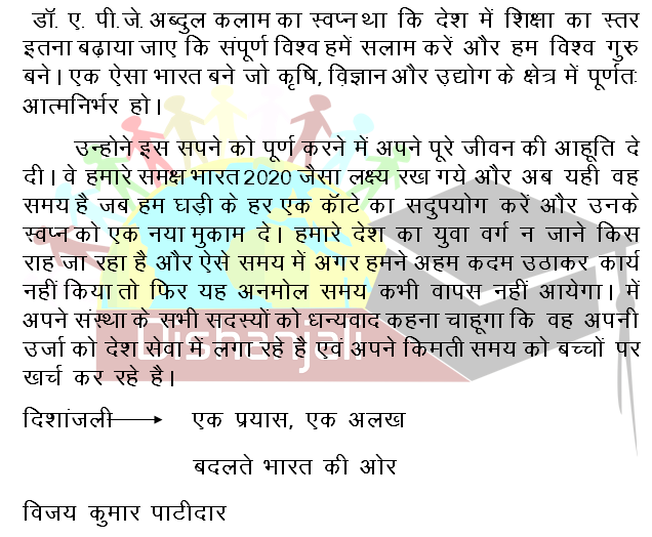 डॉ. ए. पी.जे. अब्दुल कलाम का स्वप्न था कि देश में शिक्षा का स्तर
इतना बढ़ाया जाए कि संपूर्ण विश्व हमें सलाम करें और हम विश्व गुरु
बने। एक ऐसा भारत बने जो कृषि, विज्ञान और उद्योग के क्षेत्र में पूर्णतः
आत्मनिर्भर हो।
उन्होने इस सपने को पूर्ण करने में अपने पूरे जीवन की आहूति दे
दी। वे हमारे समक्ष भारत 2020 जैसा लक्ष्य रख गये और अब यही वह
समय है जब हम घड़ी के हर एक कॉटे का सदुपयोग करें और उनके
स्वप्न को एक नया मुकाम दे। हमारे देश का युवा वर्ग न जाने किस
राह जा रहा है और ऐसे समय में अगर हमने अहम कदम उठाकर कार्य
नहीं किया तो फिर यह अनमोल समय कभी वापस नहीं आयेगा। में
अपने संस्था के सभी सदस्यों को धन्यवाद कहना चाहूगा कि वह अपनी
उर्जा को देश सेवा में लगा रहे है एवं अपने किमती समय को बच्चों पर
Dishanjali
खर्च कर रहे है।
दिशांजली → एक प्रयास, एक अलख
बदलते भारत की ओर
विजय कुमार पाटीदार